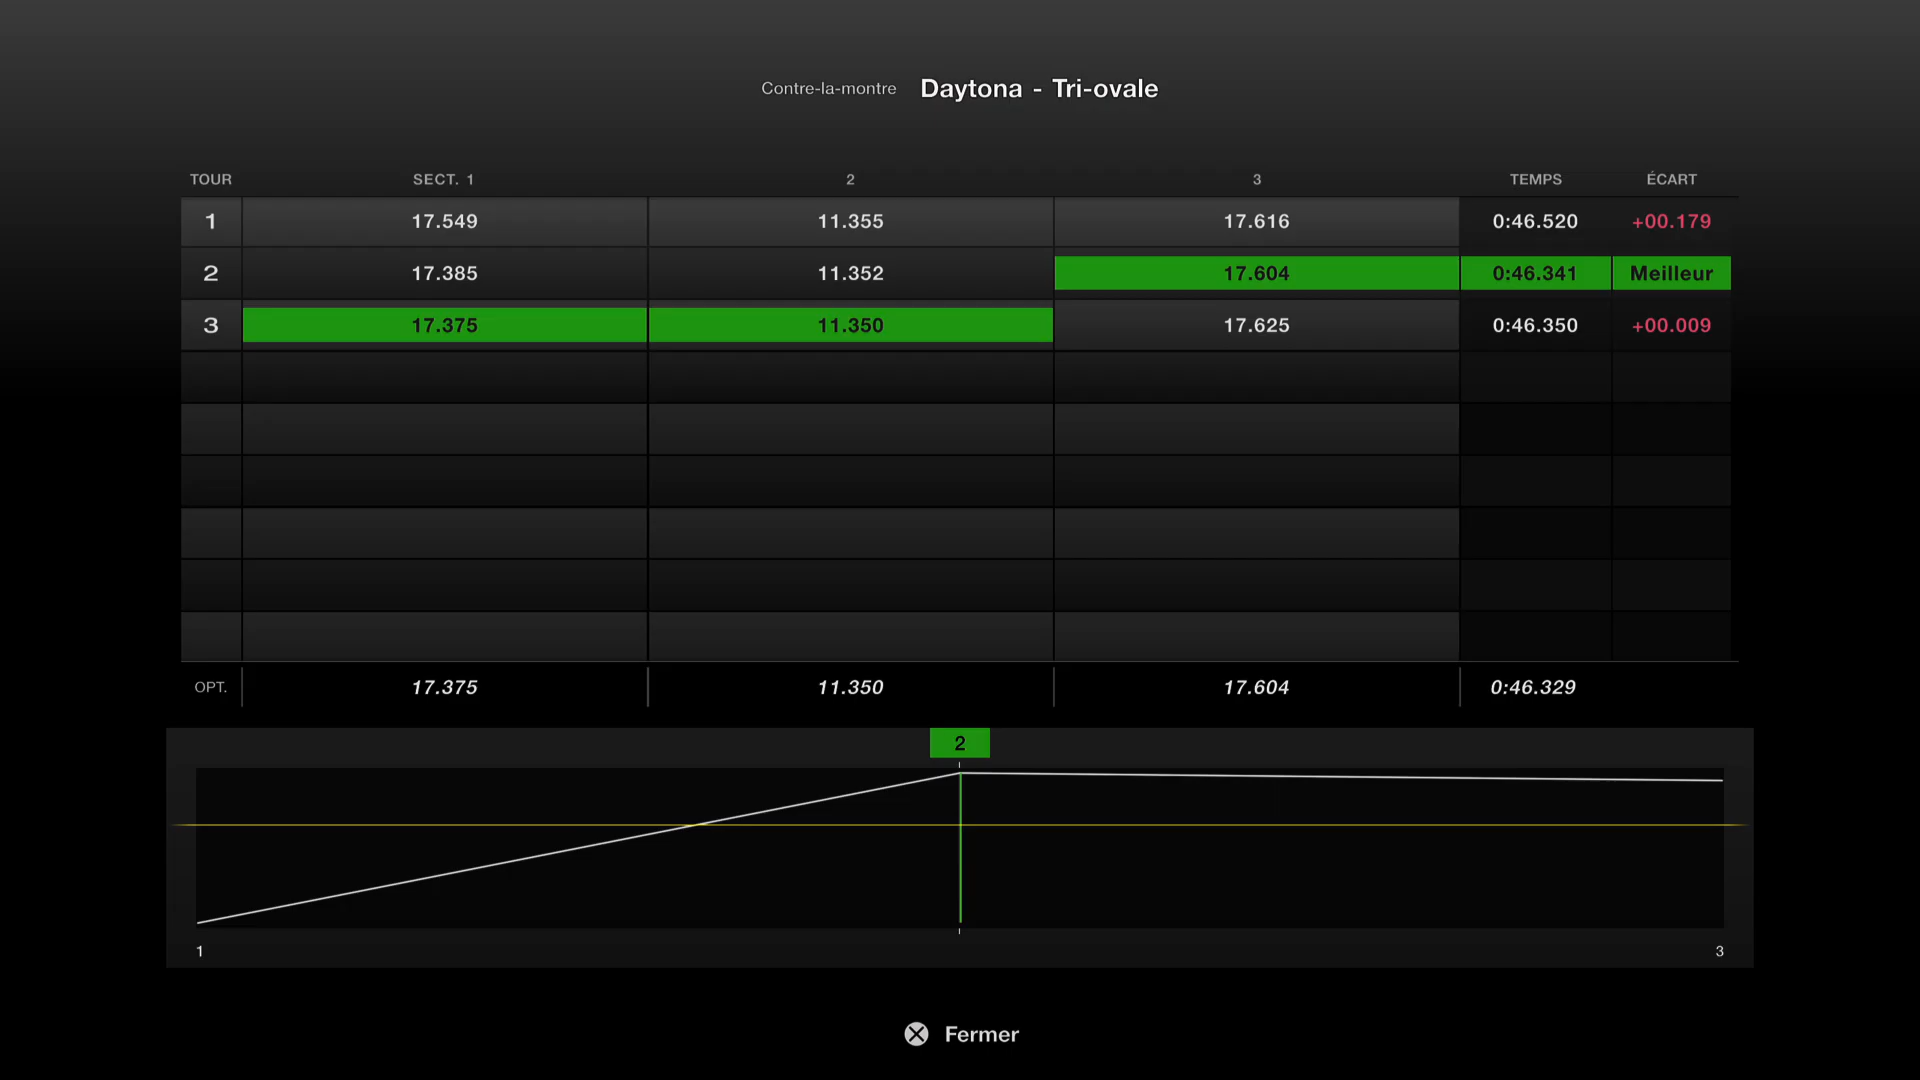 Contre-la-montre Daytona - Tri-ovale
TOUR SECT. 1 2 3 TEMPS ÉCART
1 17.549 11.355 17.616 0:46.520 +00.179
2 17.385 11.352 17.604 0:46.341 Meilleur
3 17.375 11.350 17.625 0:46.350 +00.009
OPT. 17.375 11.350 17.604 0:46.329
2
1 3
Fermer